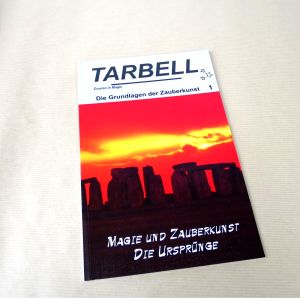 TARBELL
Course in Magic
Die Grundlagen der Zauberkunst 1
Magie und Zauberkunst
Die Ursprünge